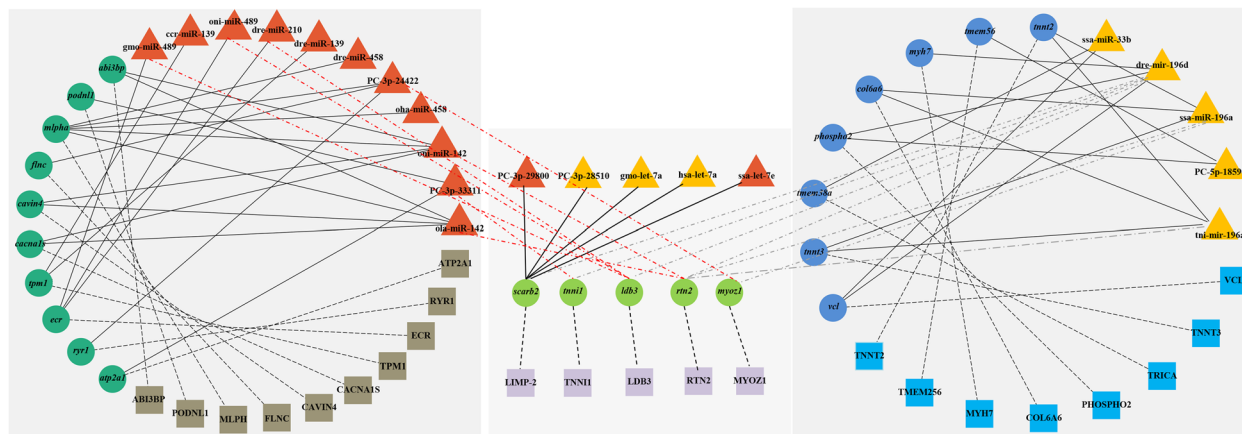 oni-miR-489
dre-miR-210
ccr-miR-139
dre-miR-139
gmo-miR-489
dre-miR-458
abi3bp
PC-3p-24422
podnl1
oha-miR-458
mlpha
oni-miR-142
flnc
PC-3p-33311
cavin4
ola-miR-142
cacna1s
ATP2A1
tpm1
RYR1
ecr
ECR
ryr1
TPM1
atp2a1
CACNA1S
ABI3BP
PODNL1
MLPH
FLNC
CAVIN4
PC-3p-29800
PC-3p-28510
gmo-let-7a
hsa-let-7a
ssa-let-7e
scarb2
tnni1
ldb3
rtn2
myoz1
LIMP-2
TNNI1
LDB3
RTN2
MYOZ1
tnnt2
tmem56
ssa-miR-33b
myh7
dre-mir-196d
col6a6
ssa-miR-196a
phospha2
PC-5p-1859
tmem38a
tni-mir-196a
tnnt3
VCL
vcl
TNNT3
TNNT2
TRICA
TMEM256
PHOSPHO2
MYH7
COL6A6